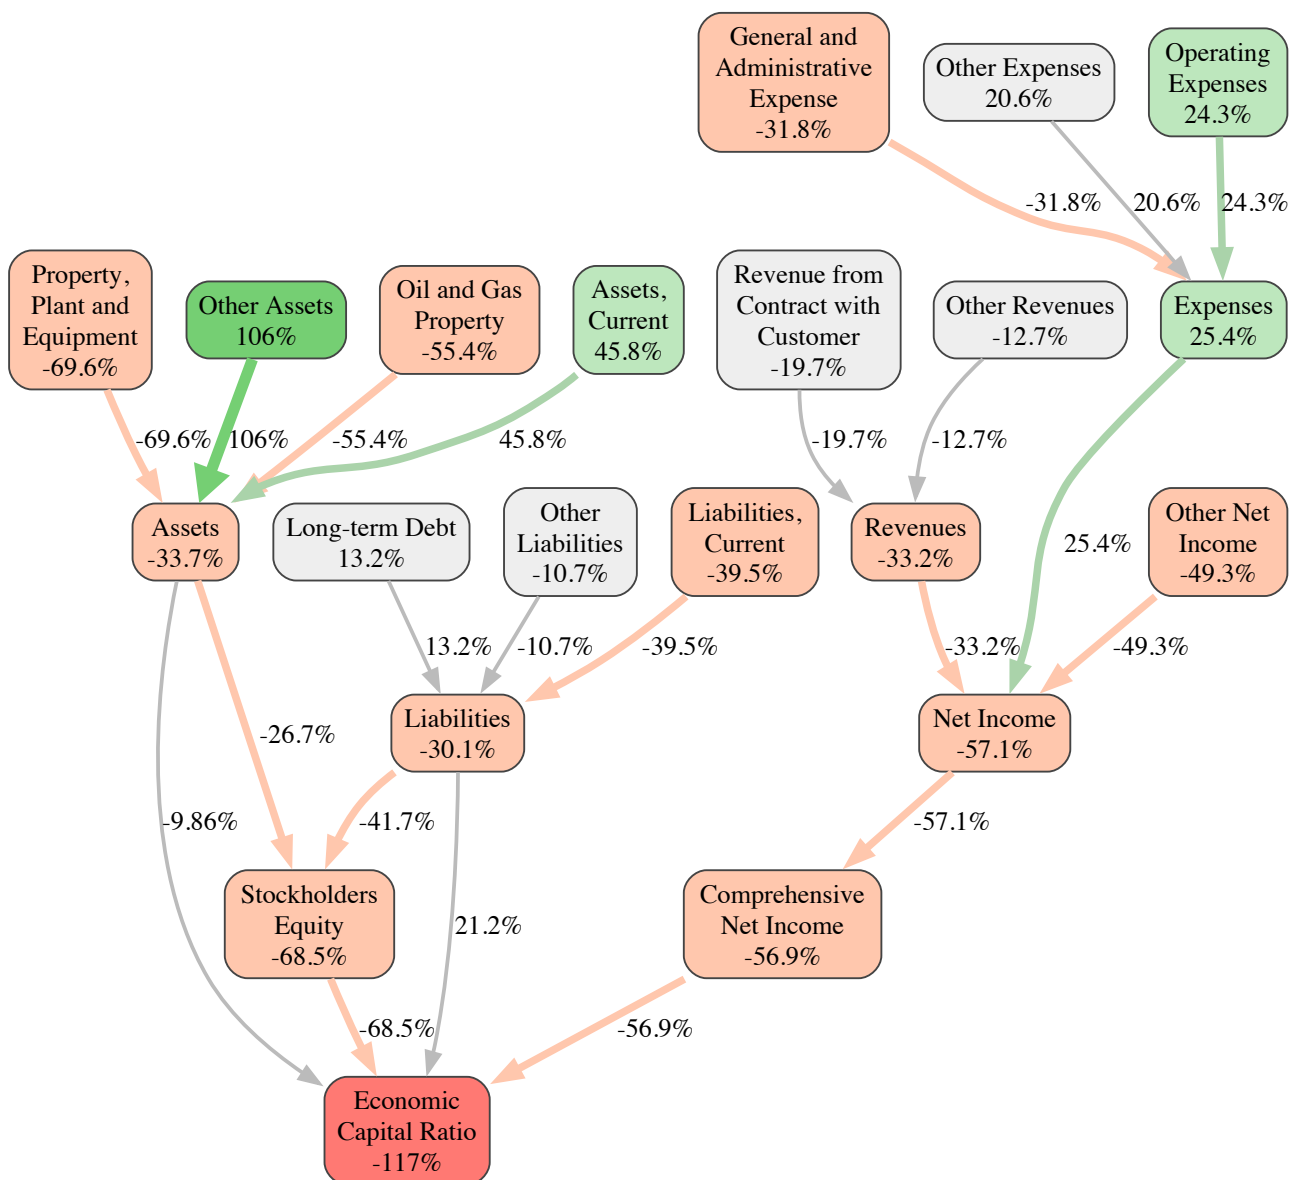 General and
Administrative
Expense
-31.8%
Other Expenses
20.6%
Operating
Expenses
24.3%
-31.8%
20.6%
24.3%
Property,
Plant and
Equipment
-69.6%
Other Assets
106%
Oil and Gas
Property
-55.4%
Assets,
Current
45.8%
Revenue from
Contract with
Customer
-19.7%
Other Revenues
-12.7%
Expenses
25.4%
-69.6%
106%
-55.4%
45.8%
-19.7%
-12.7%
Assets
-33.7%
Long-term Debt
13.2%
Other
Liabilities
-10.7%
Liabilities,
Current
-39.5%
Revenues
-33.2%
25.4%
Other Net
Income
-49.3%
13.2%
-10.7%
-39.5%
-33.2%
-49.3%
-26.7%
Liabilities
-30.1%
Net Income
-57.1%
-9.86%
-41.7%
-57.1%
Stockholders
Equity
-68.5%
21.2%
Comprehensive
Net Income
-56.9%
-68.5%
-56.9%
Economic
Capital Ratio
-117%